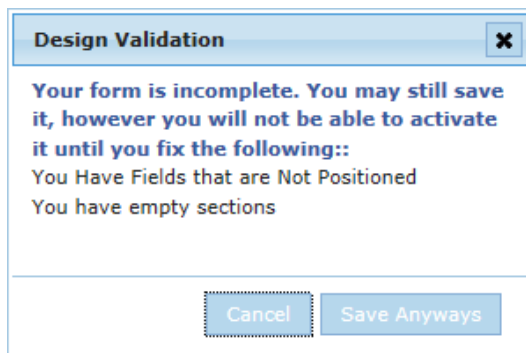 Design Validation
Your form is incomplete. You may still save
it, however you will not be able to activate
it until you fix the following::
You Have Fields that are Not Positioned
You have empty sections
Cancel Save Anyways